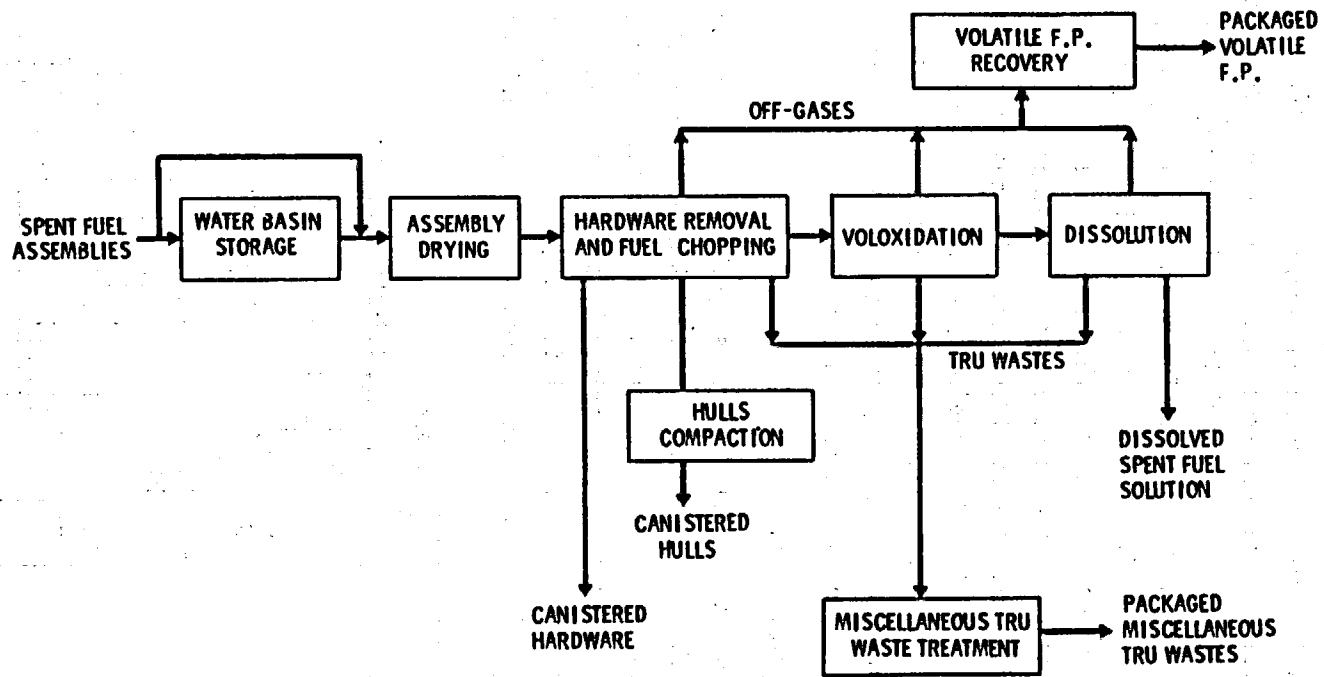 VOLATILE F.P.
RECOVERY
PACKAGED
VOLATILE
F.P.
OFF-GASES
SPENT FUEL
ASSEMBLIES
WATER BASIN
STORAGE
ASSEMBLY
DRYING
HARDWARE REMOVAL
AND FUEL CHOPPING
VOLOXIDATION
DISSOLUTION
TRU WASTES
HULLS
COMPACTION
DISSOLVED
SPENT FUEL
SOLUTION
CANISTERED
HULLS
CANISTERED
HARDWARE
MISCELLANEOUS TRU
WASTE TREATMENT
PACKAGED
MISCELLANEOUS
TRU WASTES